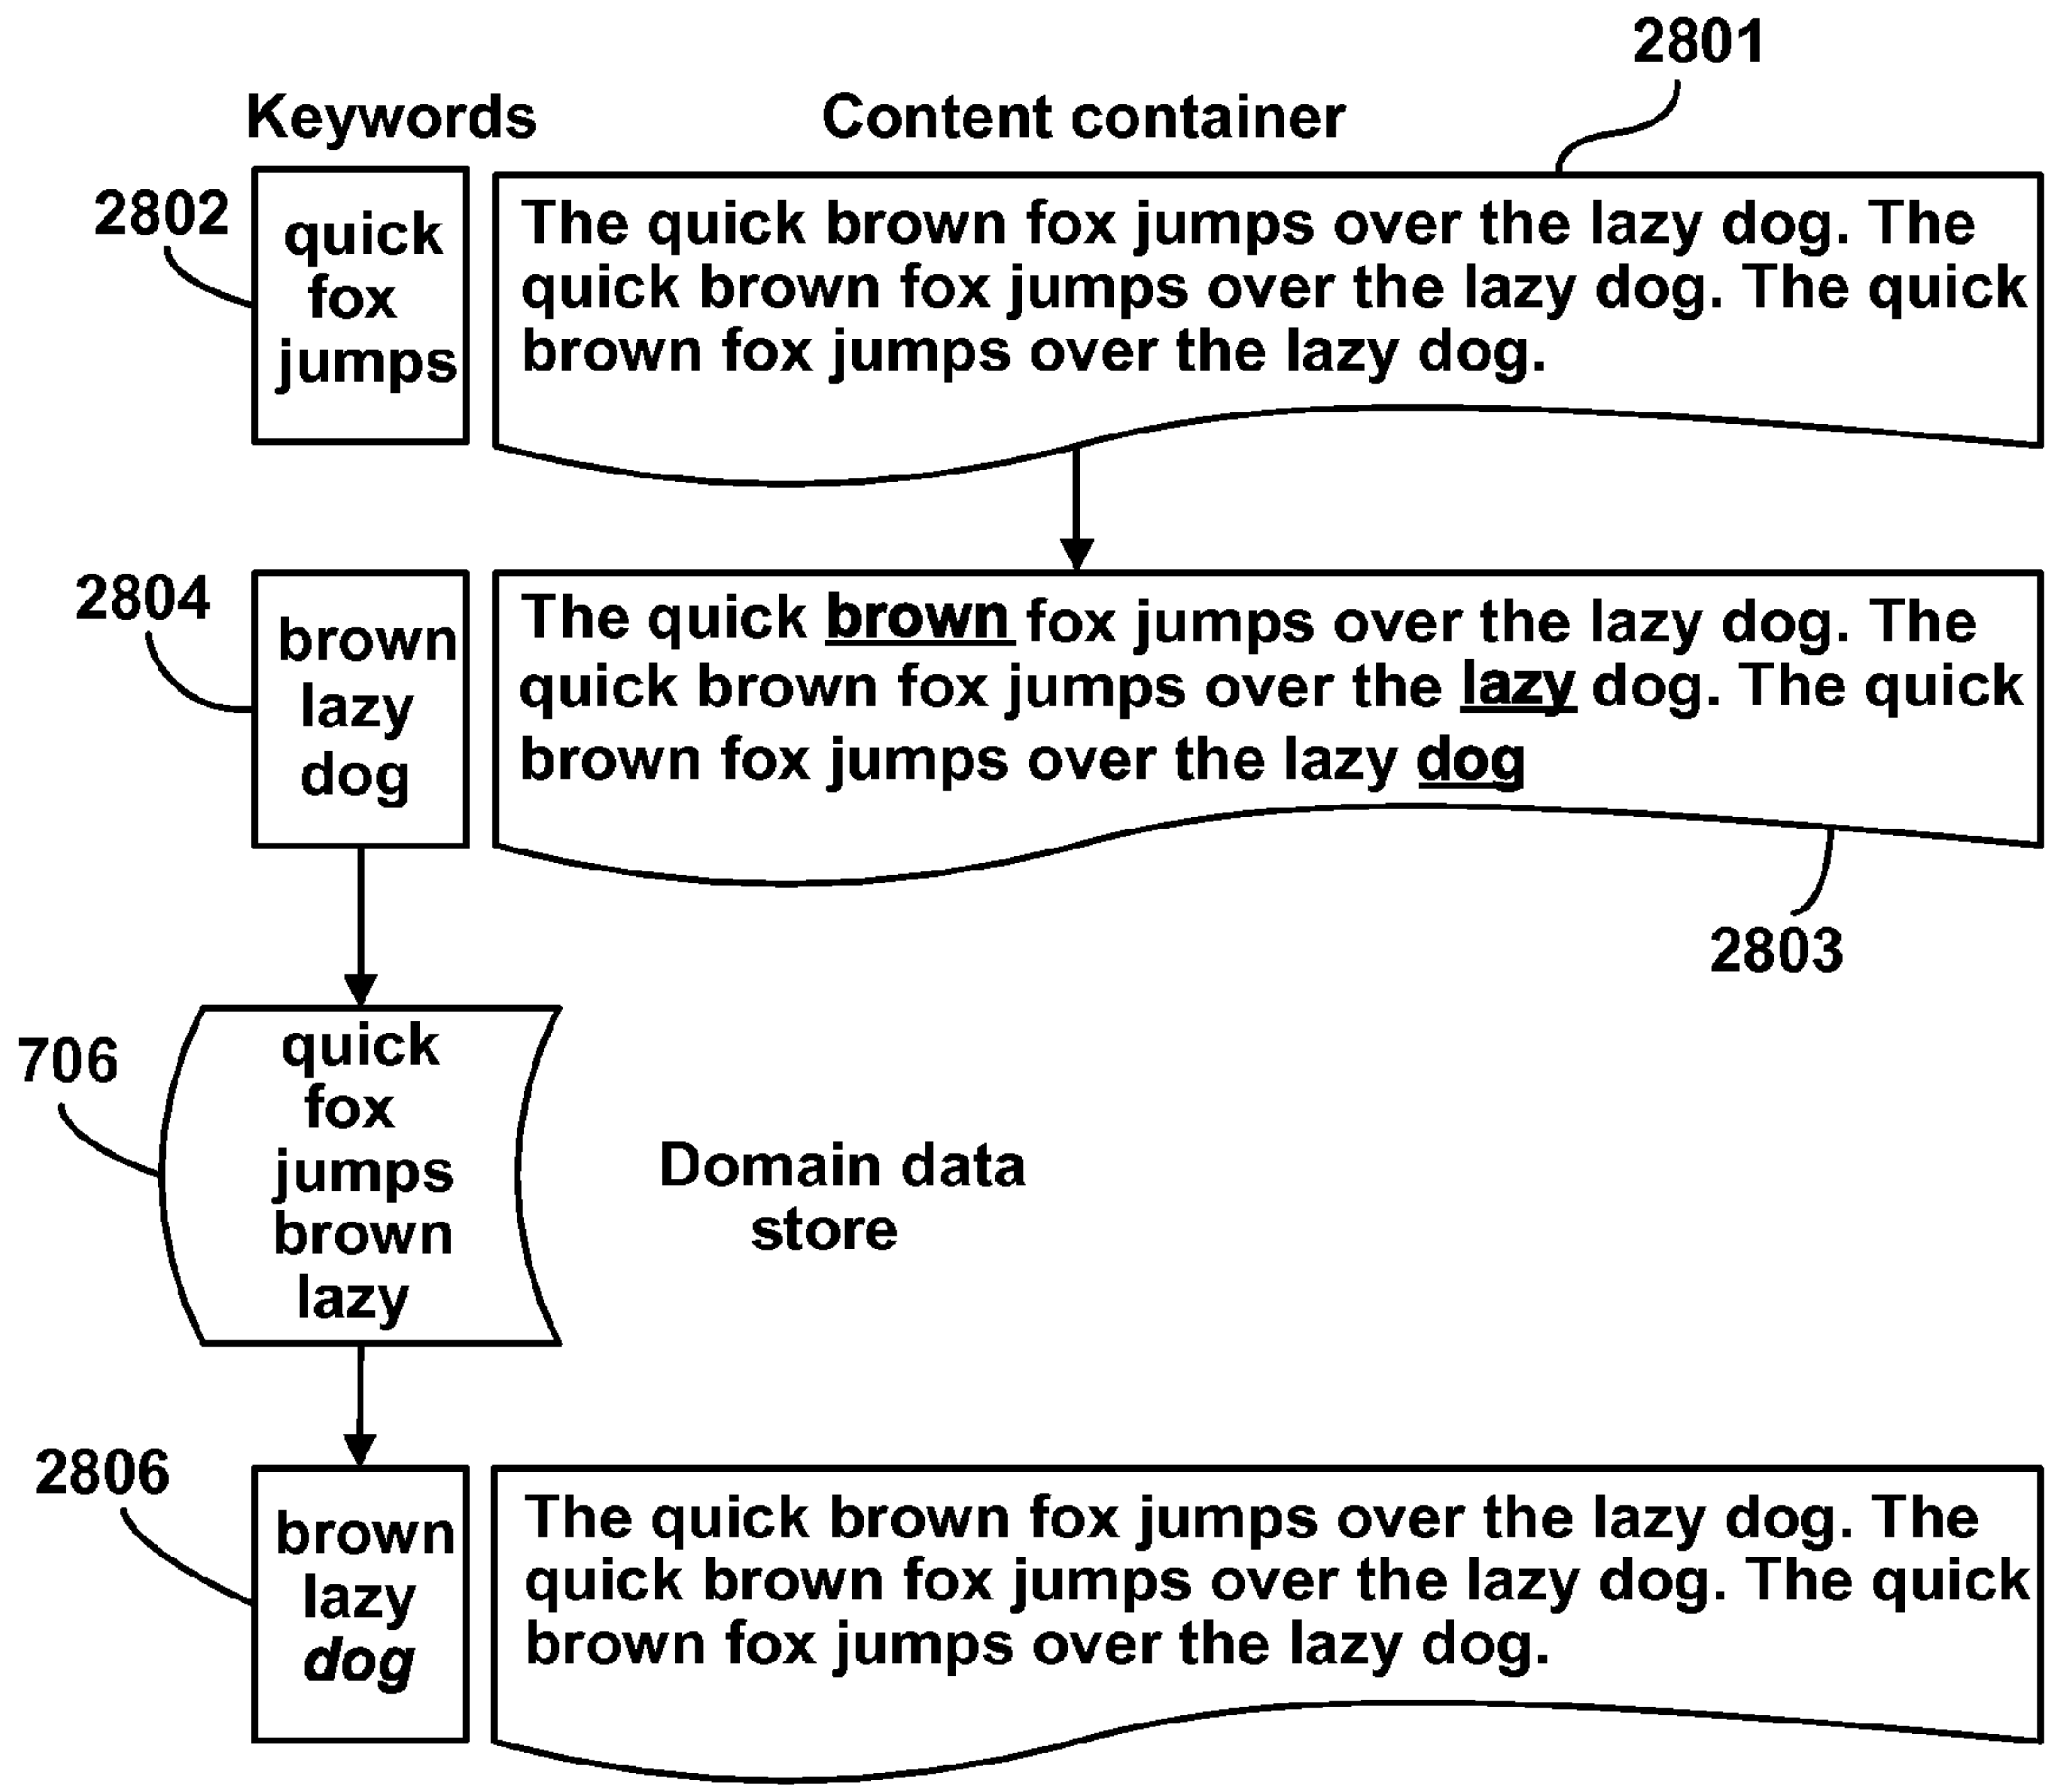 2801
Keywords
Content container
2802
quick
fox
jumps
The quick brown fox jumps over the lazy dog. The
quick brown fox jumps over the lazy dog. The quick
brown fox jumps over the lazy dog.
2804
brown
lazy
dog
The quick brown fox jumps over the lazy dog. The
quick brown fox jumps over the lazy dog. The quick
brown fox jumps over the lazy dog
2803
706
quick
fox
jumps
brown
lazy
Domain data
store
2806
brown
lazy
dog
The quick brown fox jumps over the lazy dog. The
quick brown fox jumps over the lazy dog. The quick
brown fox jumps over the lazy dog.